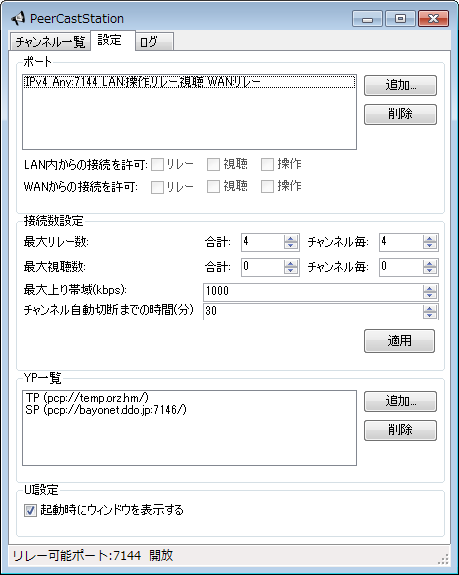 PeerCastStation
チャンネル一覧 設定 ログ
ポート
IPv4 Any:7144 LAN:操作リレー視聴 WAN:リレー
追加...
削除
LAN内からの接続を許可: リレー 視聴 操作
WANからの接続を許可: リレー 視聴 操作
接続数設定
最大リレー数: 合計: 4 チャンネル毎: 4
最大視聴数: 合計: 0 チャンネル毎: 0
最大上り帯域(kbps): 1000
チャンネル自動切断までの時間(分) 30
適用
YP一覧
TP (pcp://temp.orz.hm/)
SP (pcp://bayonet.ddo.jp:7146/)
追加...
削除
UI設定
起動時にウィンドウを表示する
リレー可能ポート:7144 開放